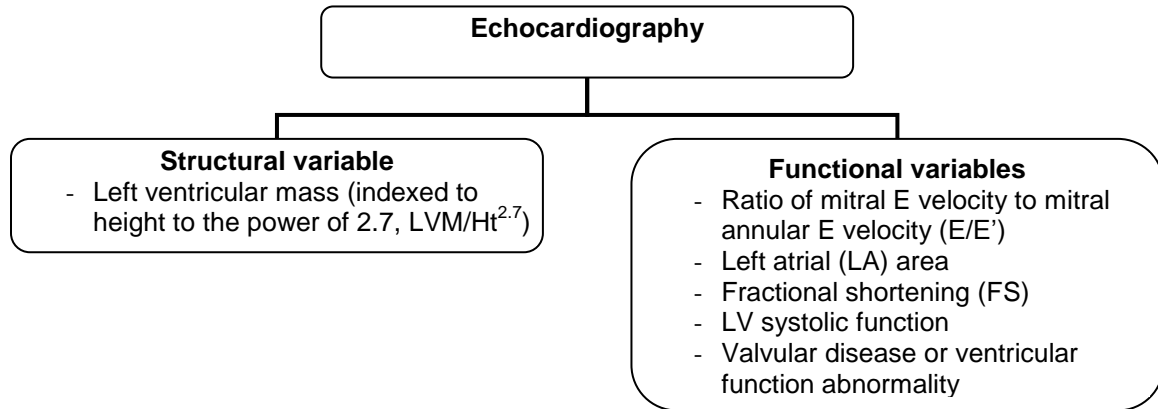 Echocardiography
Structural variable
- Left ventricular mass (indexed to
height to the power of 2.7, LVM/Ht^2.7)
Functional variables
- Ratio of mitral E velocity to mitral
annular E velocity (E/E’)
- Left atrial (LA) area
- Fractional shortening (FS)
- LV systolic function
- Valvular disease or ventricular
function abnormality